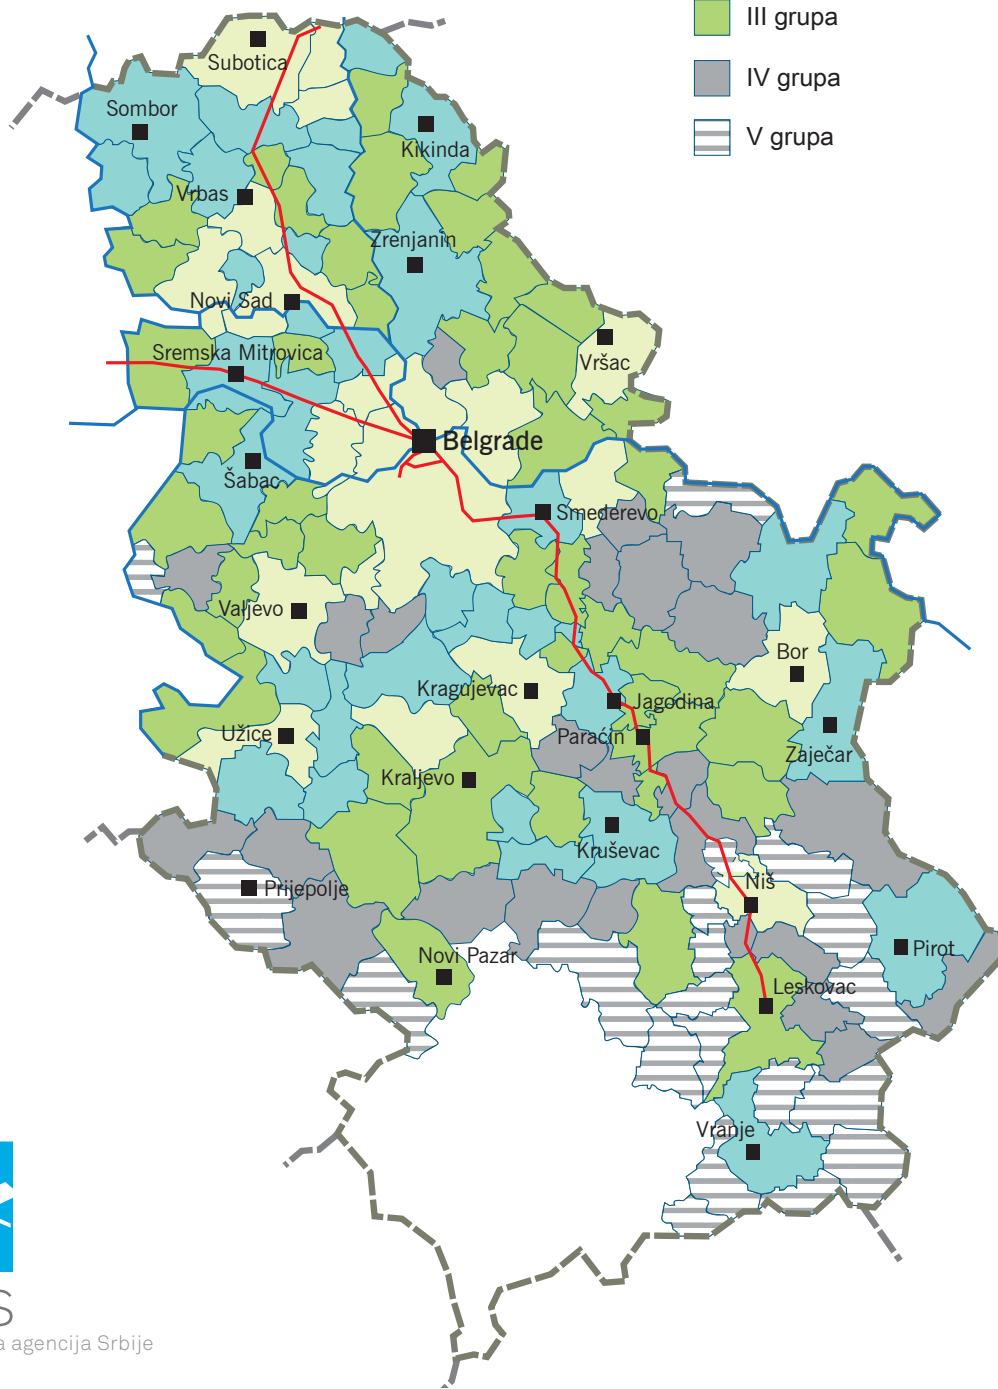 III grupa
IV grupa
V grupa
Subotica
Sombor
Kikinda
Vrbas
Zrenjanin
Novi Sad
Sremska Mitrovica
Vršac
Belgrade
Šabac
Smederevo
Valjevo
Bor
Kragujevac
Jagodina
Užice
Paraćin
Zaječar
Kraljevo
Kruševac
Niš
Prijepolje
Pirot
Novi Pazar
Leskovac
Vranje
S
a agencija Srbije